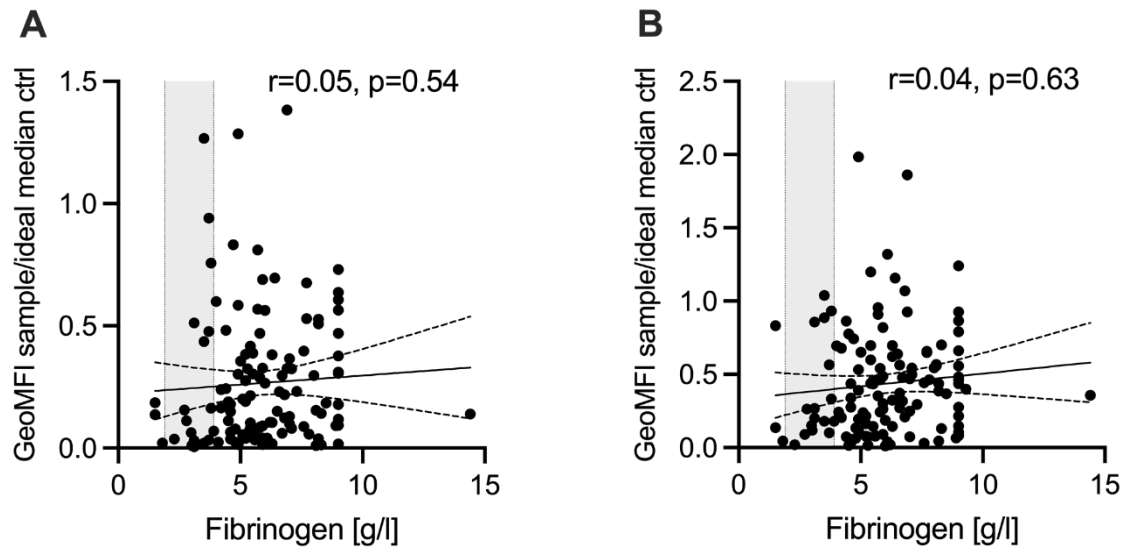 A
GeoMFI sample/ideal median ctrl
r=0.05, p=0.54
1.5
1.0
0.5
0.0
0
5
10
15
Fibrinogen [g/l]
B
GeoMFI sample/ideal median ctrl
r=0.04, p=0.63
2.5
2.0
1.5
1.0
0.5
0.0
0
5
10
15
Fibrinogen [g/l]